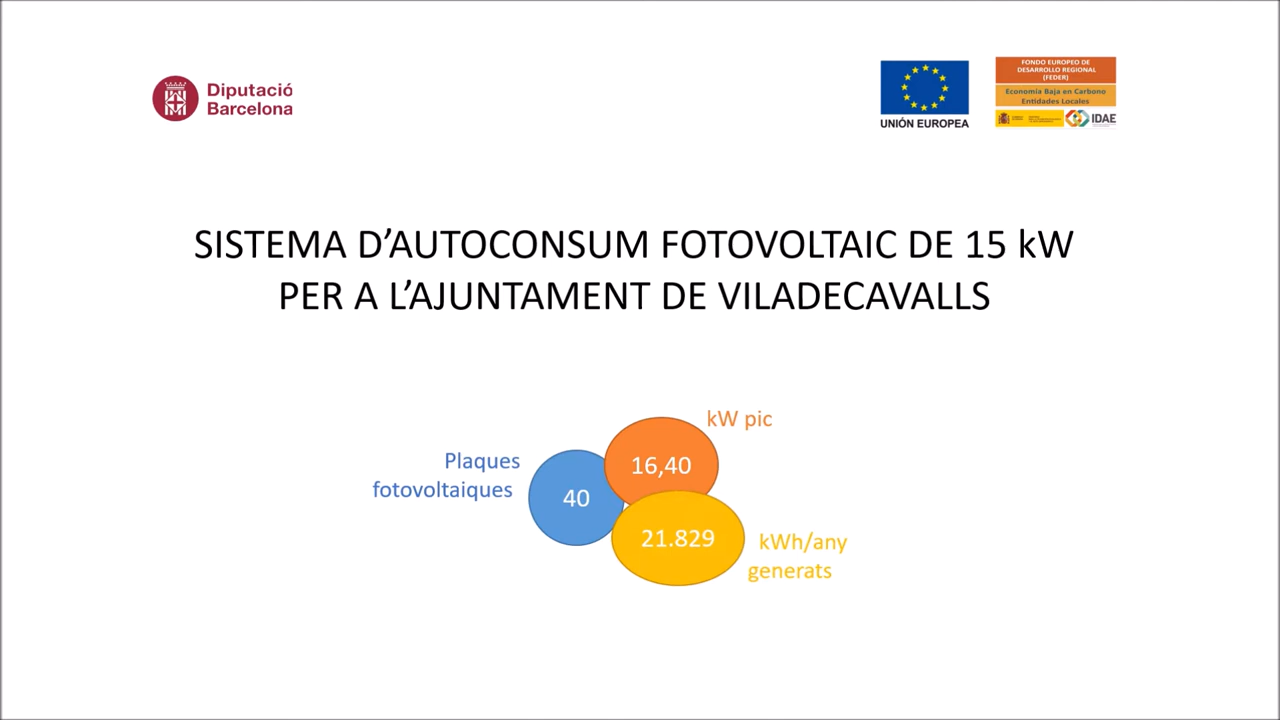 Diputació
Barcelona
UNIÓN EUROPEA
FONDO EUROPEO DE
DESARROLLO REGIONAL
(FEDER)
Economía Baja en Carbono
Entidades Locales
IDAE
SISTEMA D’AUTOCONSUM FOTOVOLTAIC DE 15 kW
PER A L’AJUNTAMENT DE VILADECAVALLS
kW pic
16,40
Plaques
fotovoltaiques
40
21.829
kWh/any
generats